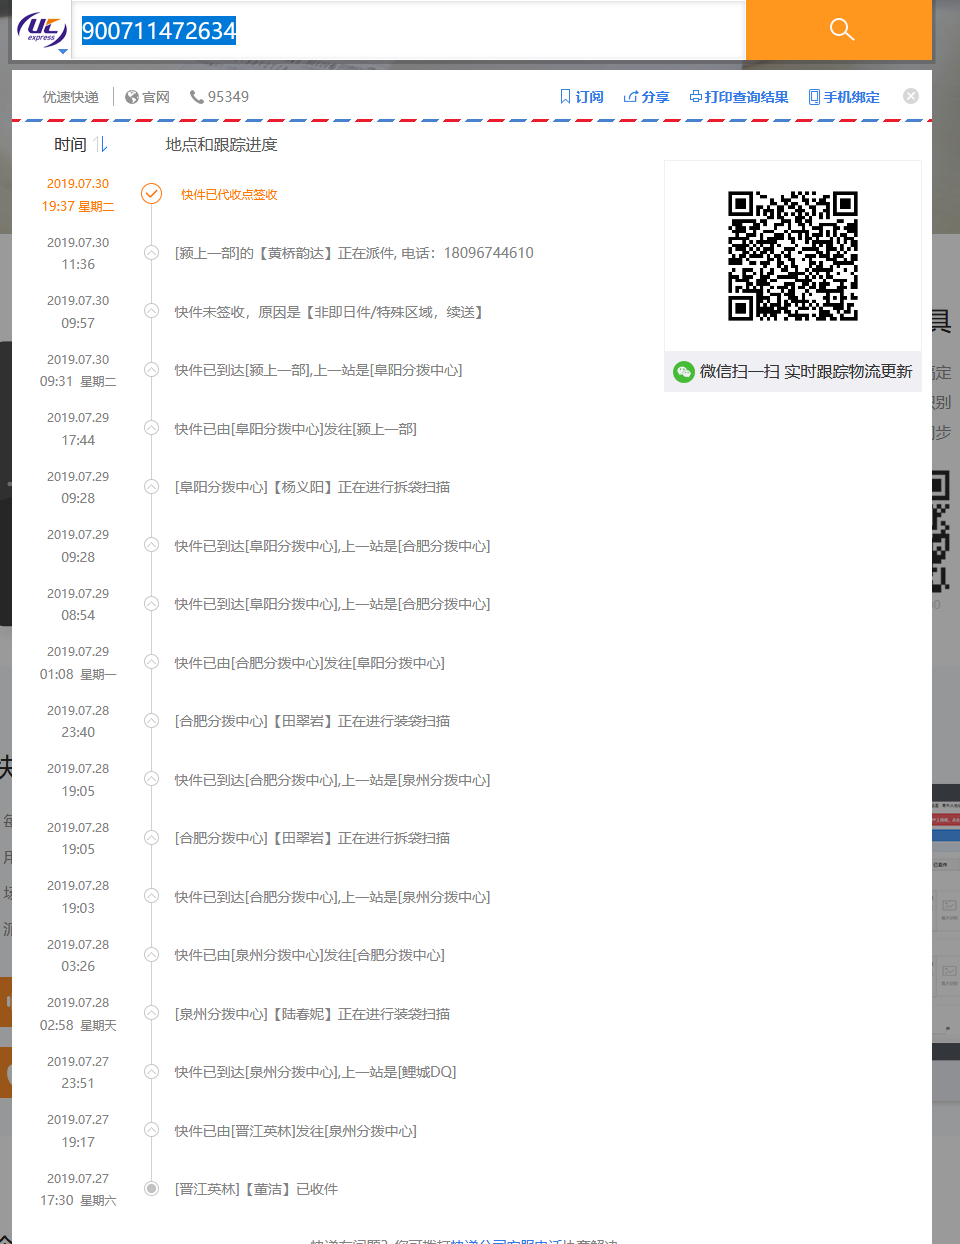 UC
express
900711472634
优速快递
官网
95349
订阅
分享
打印查询结果
手机绑定
时间
地点和跟踪进度
2019.07.30
19:37 星期二
快件已代收点签收
2019.07.30
11:36
[颍上一部]的【黄桥韵达】正在派件, 电话：18096744610
2019.07.30
09:57
快件未签收，原因是【非即日件/特殊区域，续送】
2019.07.30
09:31 星期二
快件已到达[颍上一部],上一站是[阜阳分拨中心]
微信扫一扫 实时跟踪物流更新
2019.07.29
17:44
快件已由[阜阳分拨中心]发往[颍上一部]
2019.07.29
09:28
[阜阳分拨中心]【杨义阳】正在进行拆袋扫描
2019.07.29
09:28
快件已到达[阜阳分拨中心],上一站是[合肥分拨中心]
2019.07.29
08:54
快件已到达[阜阳分拨中心],上一站是[合肥分拨中心]
2019.07.29
01:08 星期一
快件已由[合肥分拨中心]发往[阜阳分拨中心]
2019.07.28
23:40
[合肥分拨中心]【田翠岩】正在进行装袋扫描
2019.07.28
19:05
快件已到达[合肥分拨中心],上一站是[泉州分拨中心]
2019.07.28
19:05
[合肥分拨中心]【田翠岩】正在进行拆袋扫描
2019.07.28
19:03
快件已到达[合肥分拨中心],上一站是[泉州分拨中心]
2019.07.28
03:26
快件已由[泉州分拨中心]发往[合肥分拨中心]
2019.07.28
02:58 星期天
[泉州分拨中心]【陆春妮】正在进行装袋扫描
2019.07.27
23:51
快件已到达[泉州分拨中心],上一站是[鲤城DQ]
2019.07.27
19:17
快件已由[晋江英林]发往[泉州分拨中心]
2019.07.27
17:30 星期六
[晋江英林]【董洁】已收件